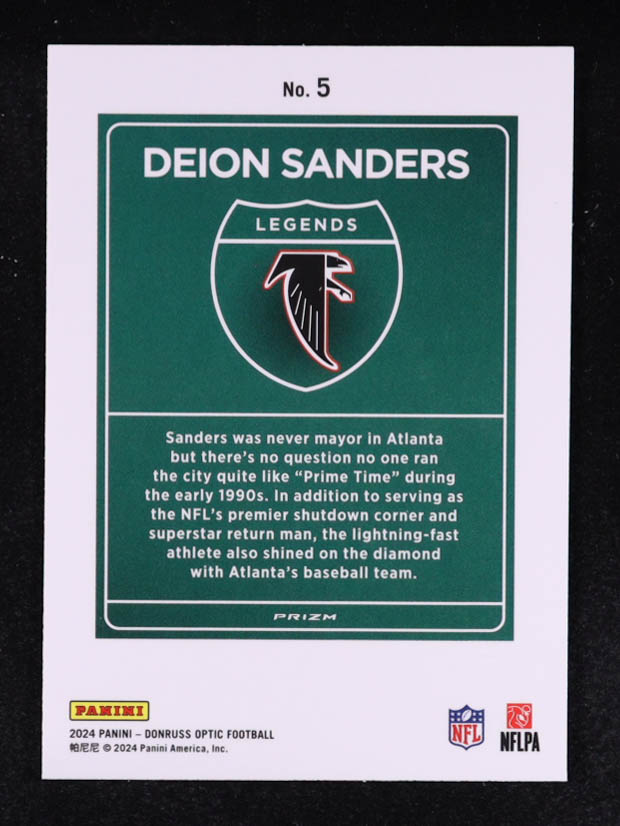 No. 5
DEION SANDERS
LEGENDS
Sanders was never mayor in Atlanta
but there's no question no one ran
the city quite like “Prime Time” during
the early 1990s. In addition to serving as
the NFL's premier shutdown corner and
superstar return man, the lightning-fast
athlete also shined on the diamond
with Atlanta's baseball team.
PRIZM
PANINI
2024 PANINI – DONRUSS OPTIC FOOTBALL
帕尼尼 © 2024 Panini America, Inc.
NFL
NFLPA